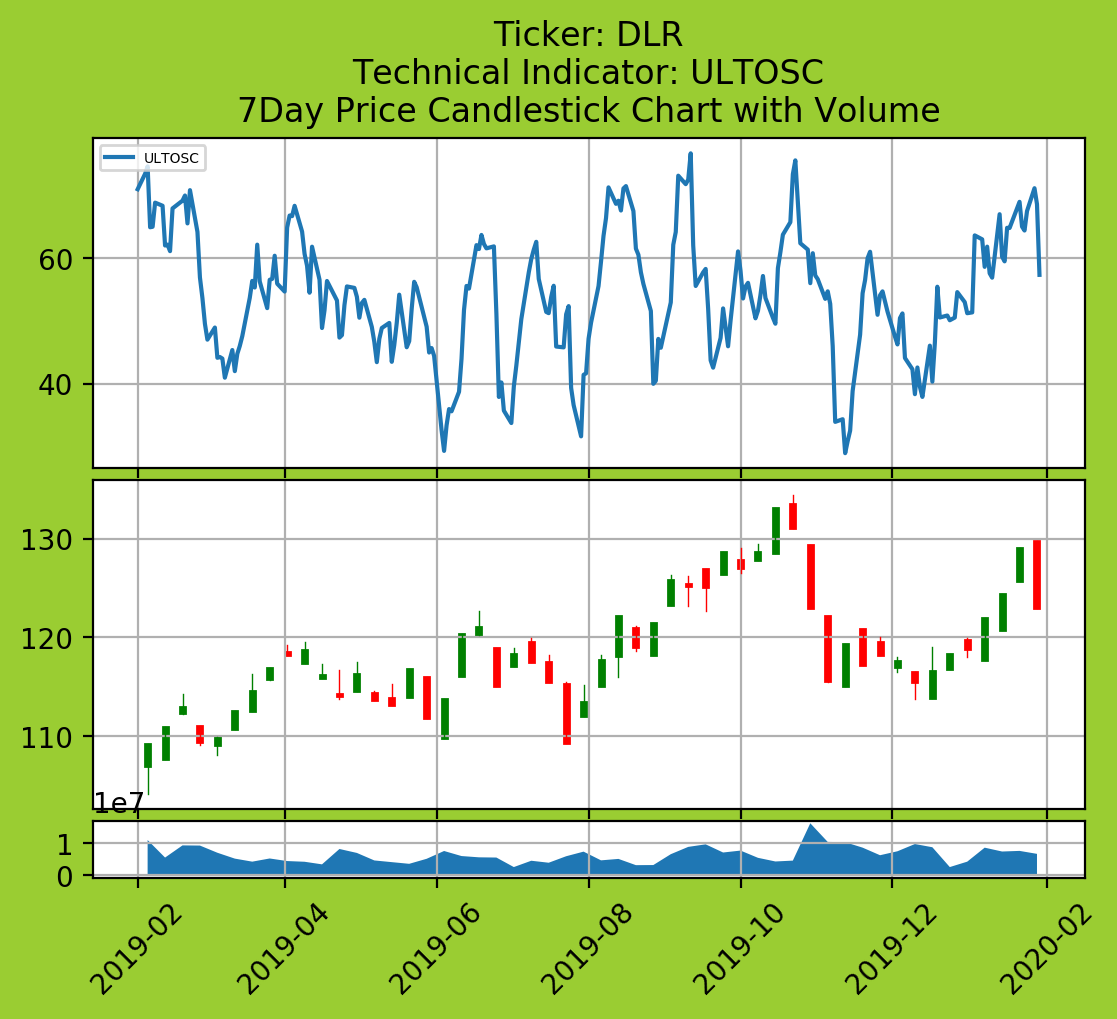 Ticker: DLR
Technical Indicator: ULTOSC
7Day Price Candlestick Chart with Volume
ULTOSC
60
40
130
120
110
1e7
1
0
2019-02
2019-04
2019-06
2019-08
2019-10
2019-12
2020-02